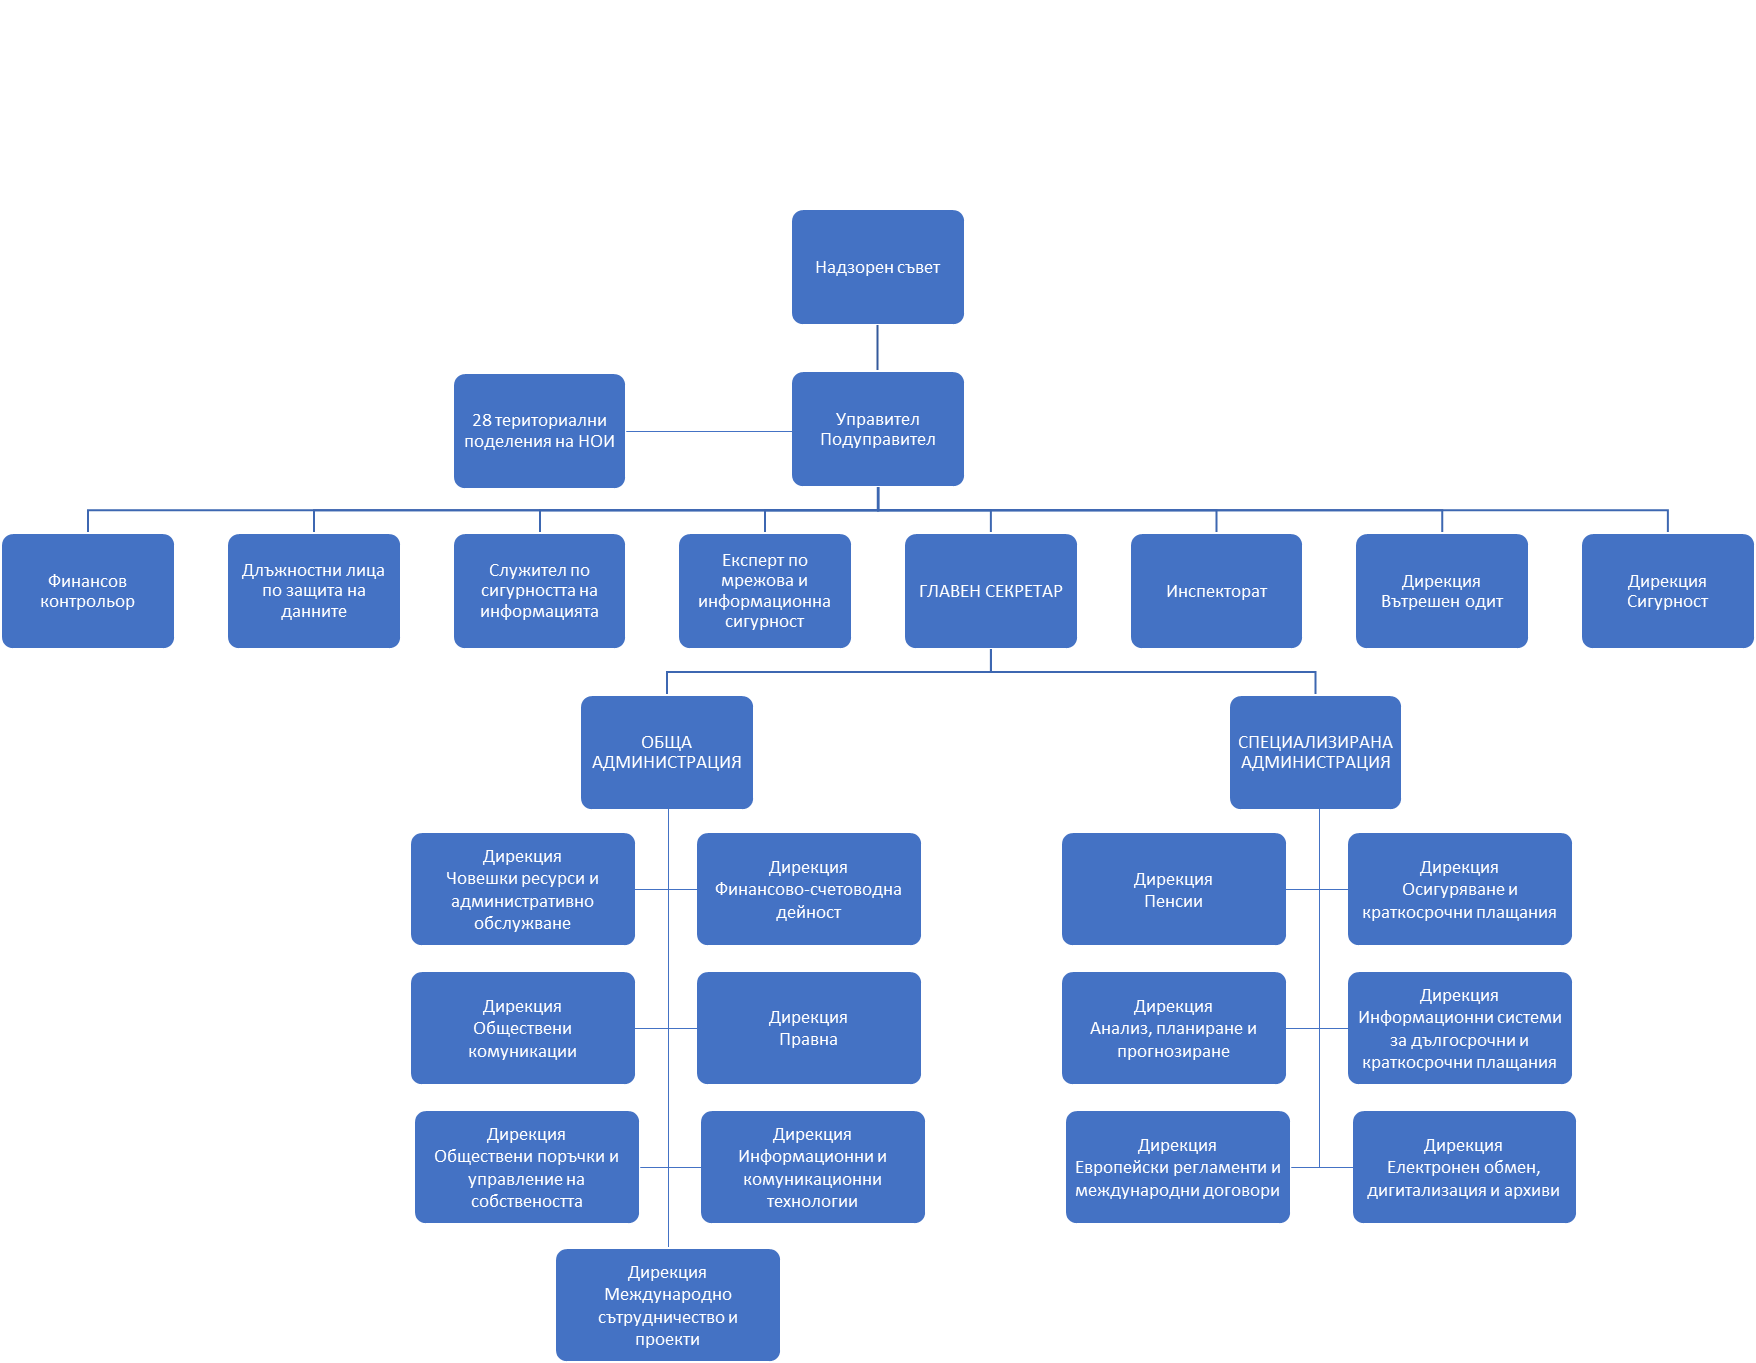 Надзорен съвет
28 териториални
поделения на НОИ
Управител
Подуправител
Финансов
контрольор
Длъжностни лица
по защита на
данните
Служител по
сигурността на
информацията
Експерт по
мрежова и
информационна
сигурност
ГЛАВЕН СЕКРЕТАР
Инспекторат
Дирекция
Вътрешен одит
Дирекция
Сигурност
ОБЩА
АДМИНИСТРАЦИЯ
СПЕЦИАЛИЗИРАНА
АДМИНИСТРАЦИЯ
Дирекция
Човешки ресурси и
административно
обслужване
Дирекция
Финансово-счетоводна
дейност
Дирекция
Пенсии
Дирекция
Осигуряване и
краткосрочни плащания
Дирекция
Обществени
комуникации
Дирекция
Правна
Дирекция
Анализ, планиране и
прогнозиране
Дирекция
Информационни системи
за дългосрочни и
краткосрочни плащания
Дирекция
Обществени поръчки и
управление на
собствеността
Дирекция
Информационни и
комуникационни
технологии
Дирекция
Европейски регламенти и
международни договори
Дирекция
Електронен обмен,
дигитализация и архиви
Дирекция
Международно
сътрудничество и
проекти